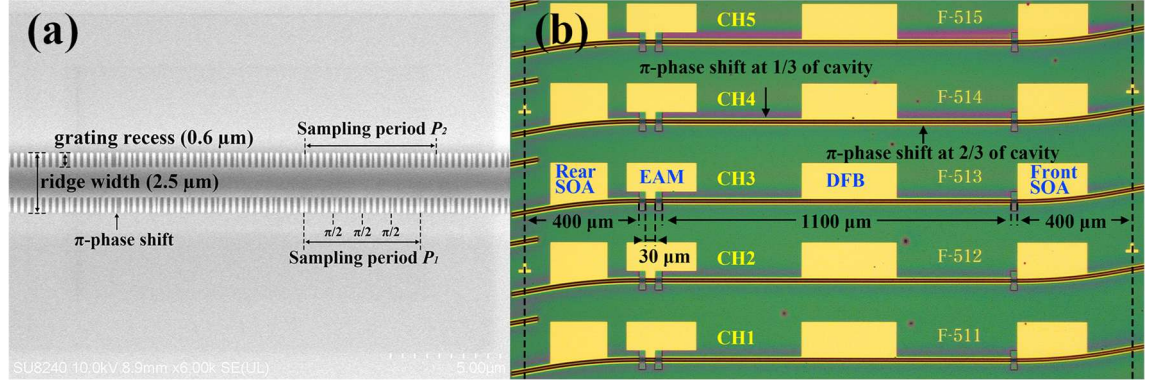 (a)
grating recess (0.6 μm)
Sampling period P2
ridge width (2.5 μm)
π-phase shift
π/2 π/2 π/2
Sampling period P1
SU8240 10.0kV 8.9mm x6.00k SE(UL)
5.00μm
(b)
CH5
F-515
π-phase shift at 1/3 of cavity
CH4
F-514
π-phase shift at 2/3 of cavity
Rear
SOA
EAM
CH3
DFB
F-513
Front
SOA
400 μm
1100 μm
400 μm
30 μm
CH2
F-512
CH1
F-511